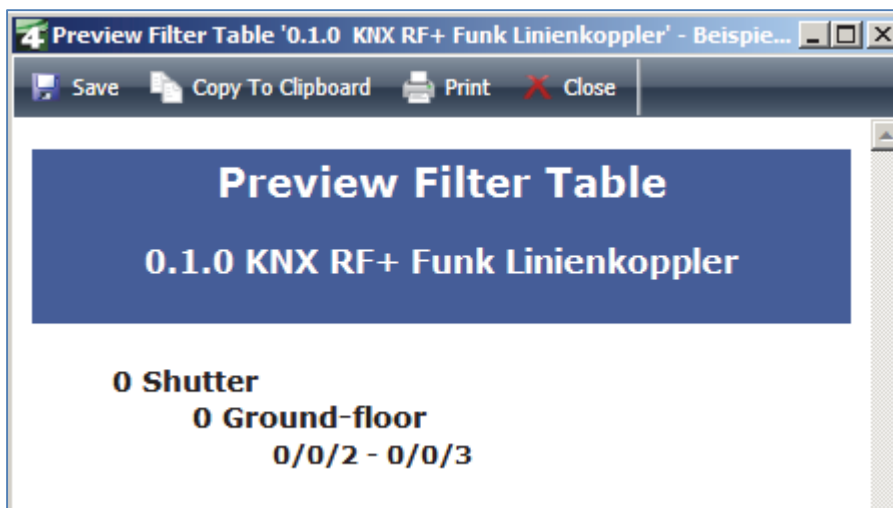 4 Preview Filter Table '0.1.0 KNX RF+ Funk Linienkoppler' - Beispie...
Save Copy To Clipboard Print Close
Preview Filter Table
0.1.0 KNX RF+ Funk Linienkoppler
0 Shutter
0 Ground-floor
0/0/2 - 0/0/3